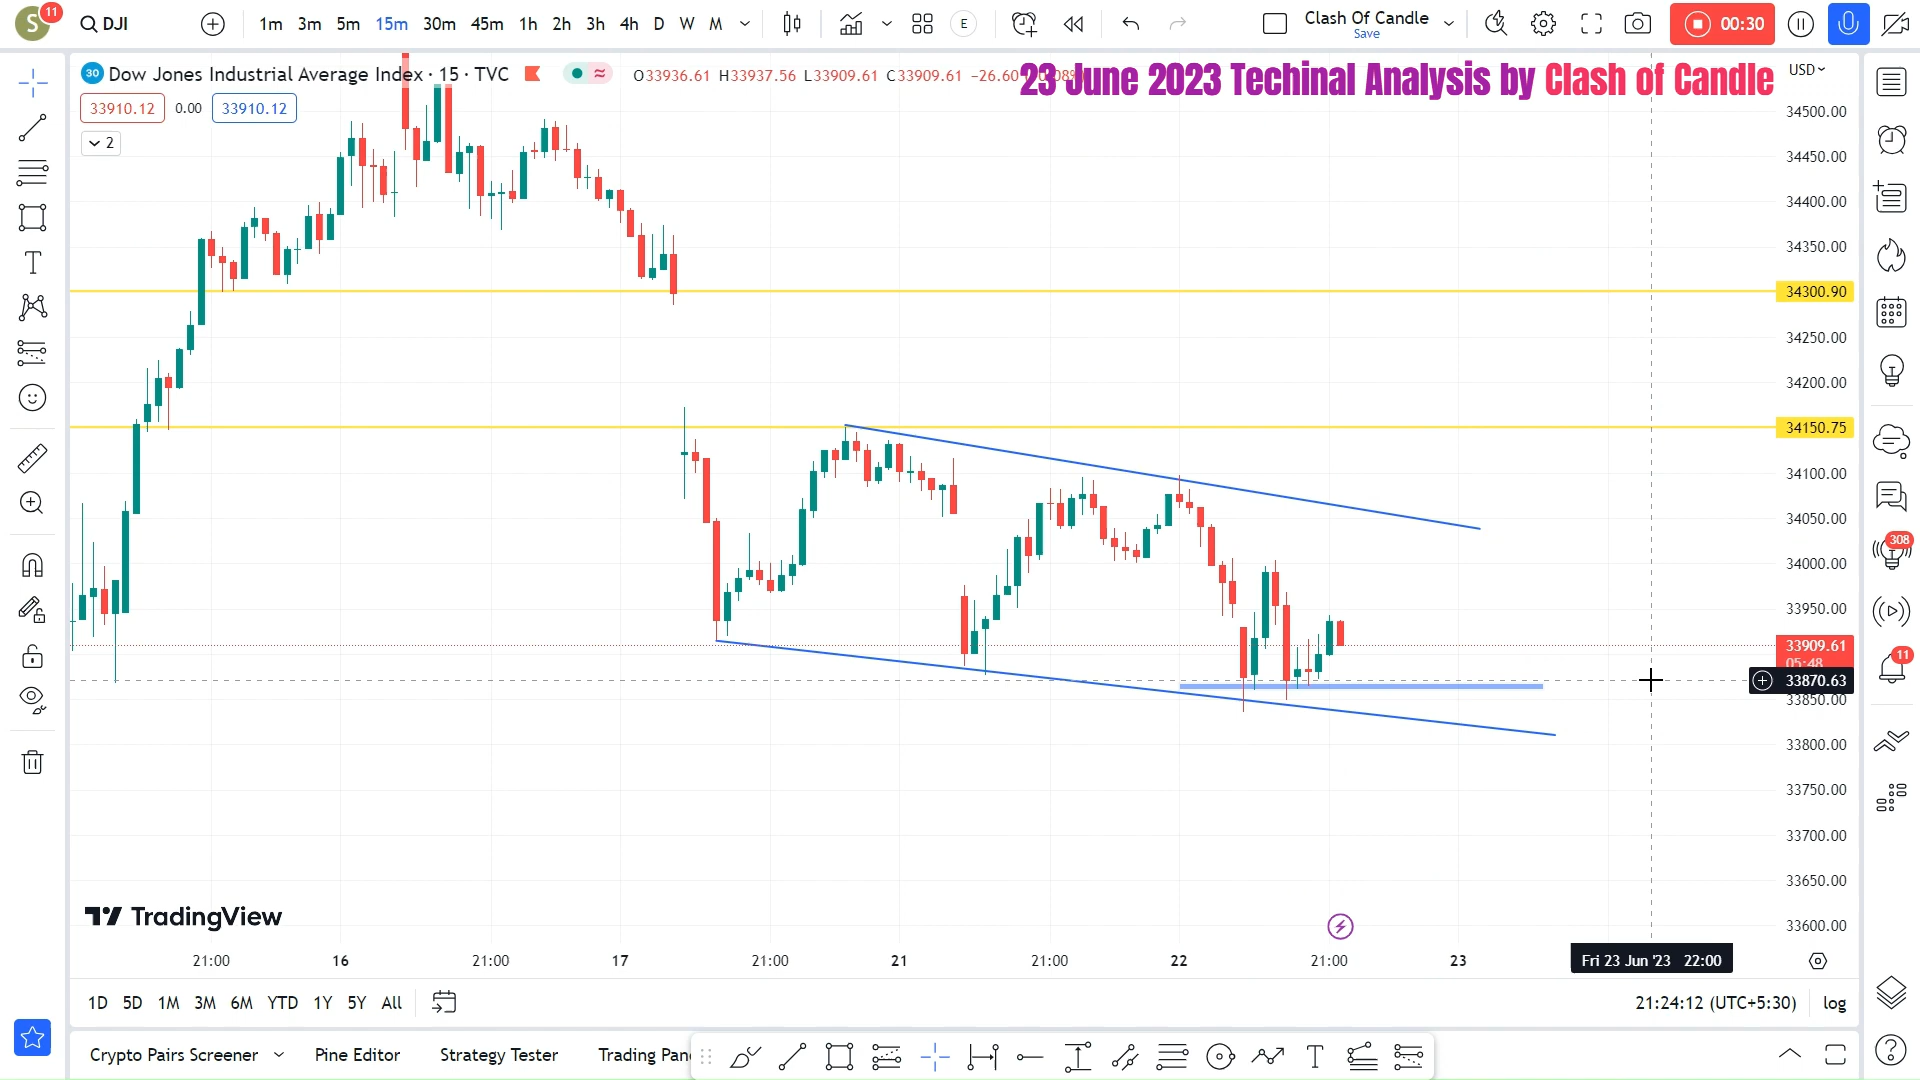 S 11 DJI 1m 3m 5m 15m 30m 45m 1h 2h 3h 4h D W M E Clash Of Candle Save 00:30
30 Dow Jones Industrial Average Index · 15 · TVC O33936.61 H33937.56 L33909.61 C33909.61 −26.60
23 June 2023 Techinal Analysis by Clash of Candle
USD
33910.12 0.00 33910.12
2
34500.00
34450.00
34400.00
34350.00
34300.90
34250.00
34200.00
34150.75
34100.00
34050.00
34000.00
33950.00
33909.61
05:48
33870.63
33850.00
33800.00
33750.00
33700.00
33650.00
33600.00
308
11
TradingView
21:00 16 21:00 17 21:00 21 21:00 22 21:00 23 Fri 23 Jun '23 22:00
1D 5D 1M 3M 6M YTD 1Y 5Y All 21:24:12 (UTC+5:30) log
Crypto Pairs Screener Pine Editor Strategy Tester Trading Pan